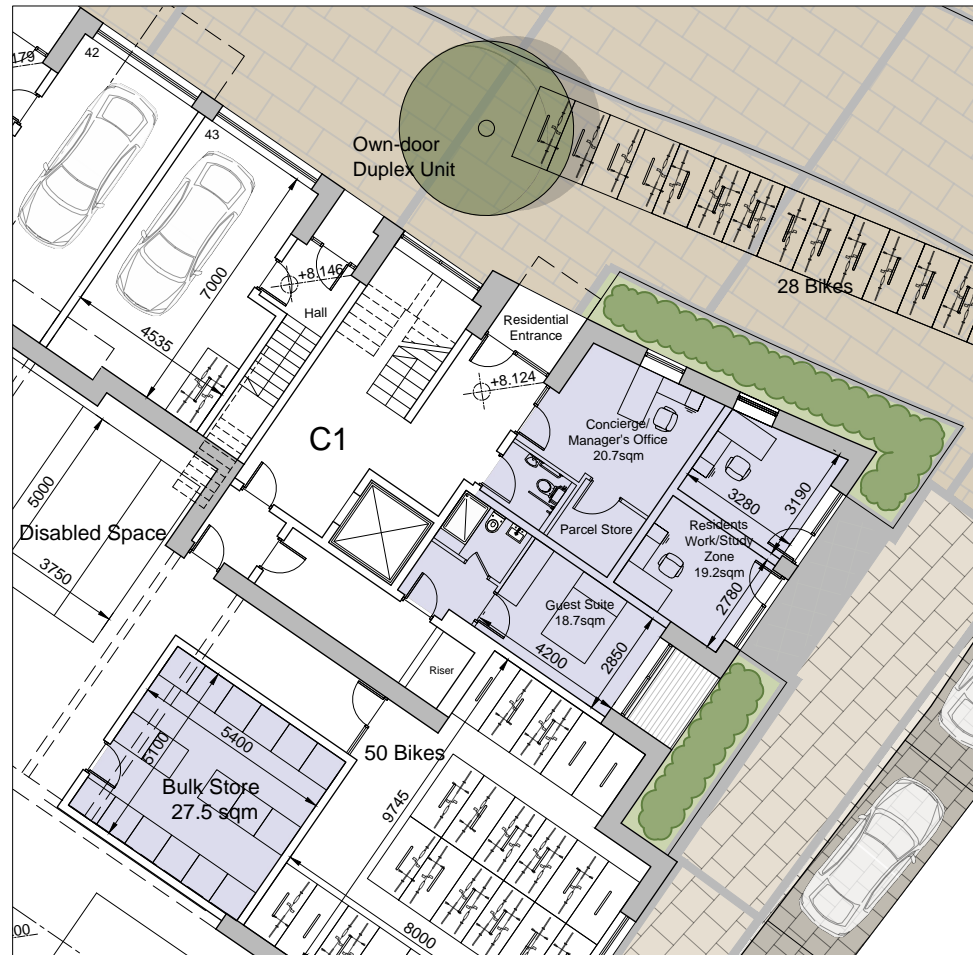 179
42
43
Own-door
Duplex Unit
28 Bikes
+8.146
7000
4535
Hall
Residential
Entrance
+8.124
C1
Concierge/
Manager's Office
20.7sqm
Parcel Store
3280
3190
Residents
Work/Study
Zone
19.2sqm
2780
5000
Disabled Space
3750
Guest Suite
18.7sqm
4200
2850
Riser
5400
5100
Bulk Store
27.5 sqm
50 Bikes
9745
8000
00